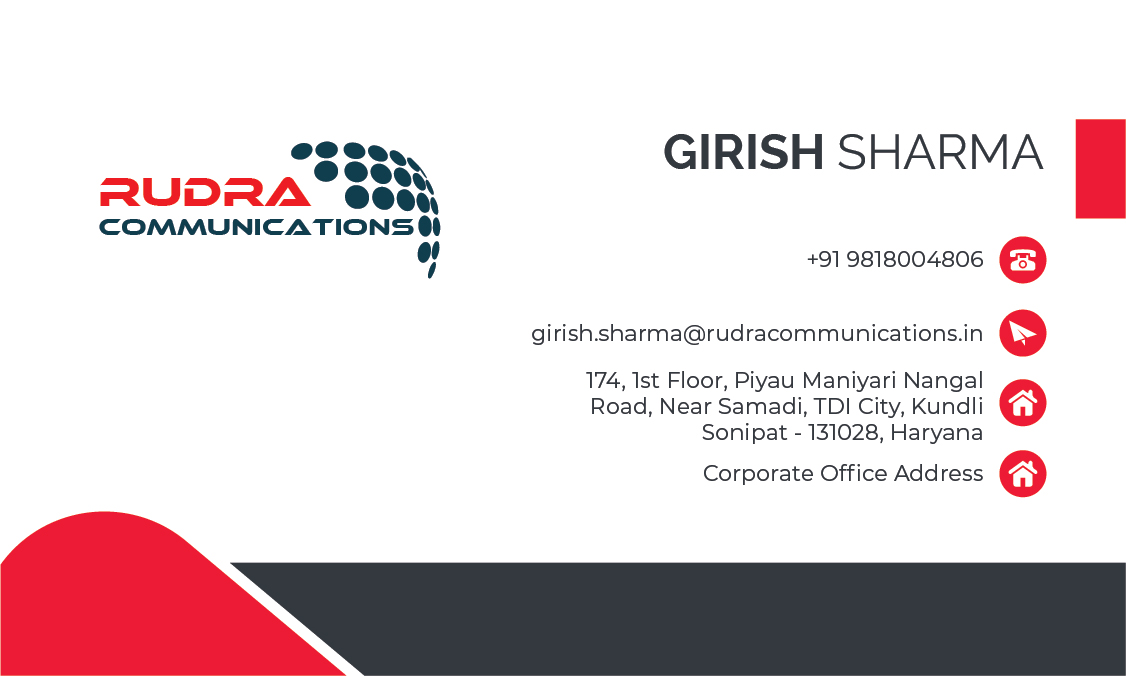 RUDRA
COMMUNICATIONS
GIRISH SHARMA
+91 9818004806
girish.sharma@rudracommunications.in
174, 1st Floor, Piyau Maniyari Nangal
Road, Near Samadi, TDI City, Kundli
Sonipat - 131028, Haryana
Corporate Office Address